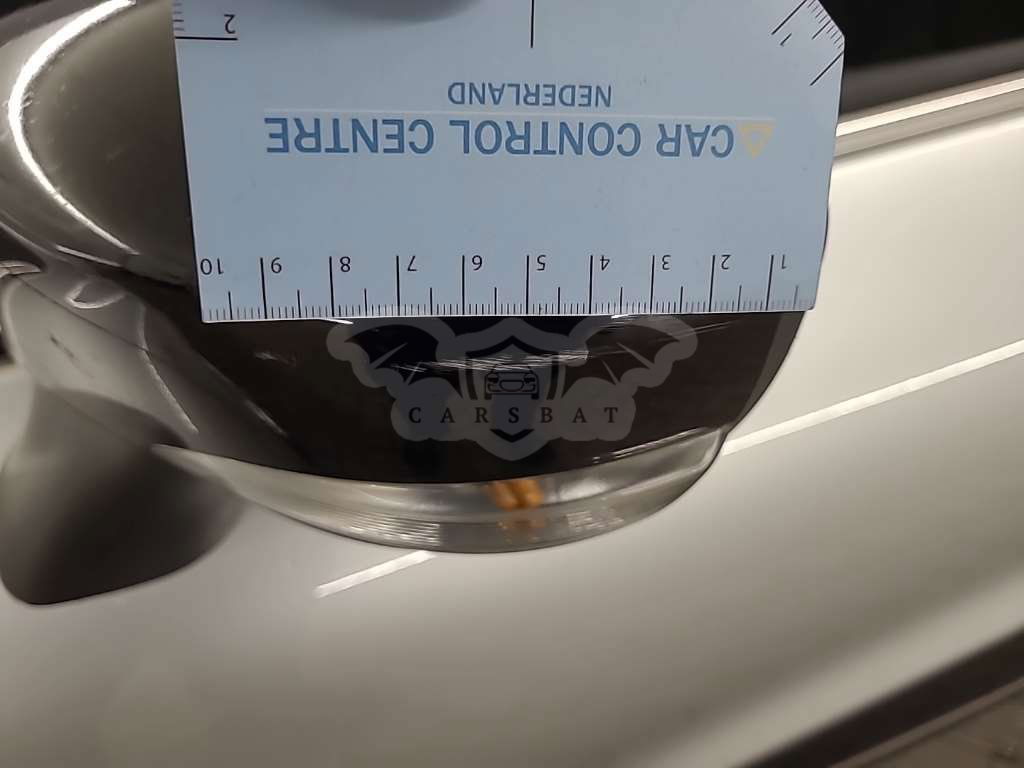 CAR CONTROL CENTRE
NEDERLAND
2
1 2 3 4 5 6 7 8 9 10
CARSBAT